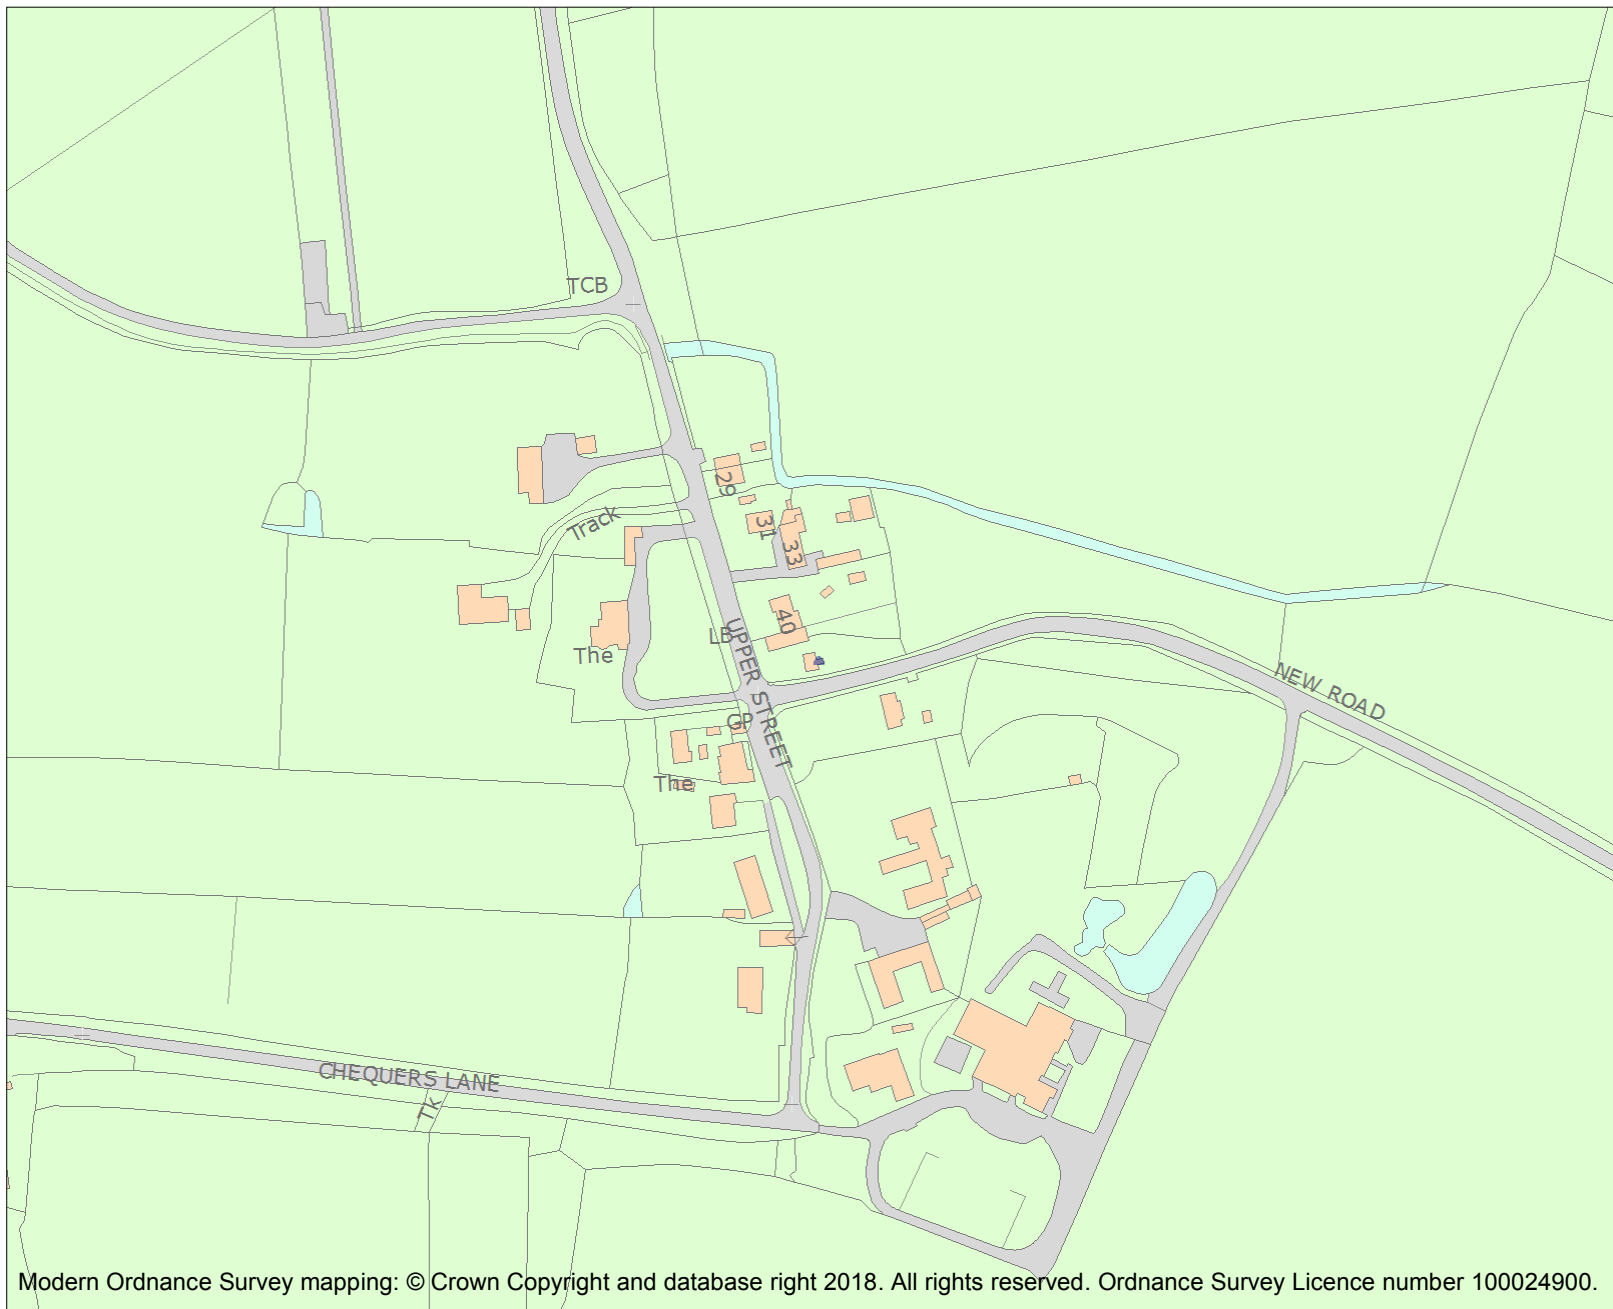 TCB
29
Track
31
33
40
LB
UPPER STREET
The
NEW ROAD
GP
The
CHEQUERS LANE
Tk
Modern Ordnance Survey mapping: © Crown Copyright and database right 2018. All rights reserved. Ordnance Survey Licence number 100024900.